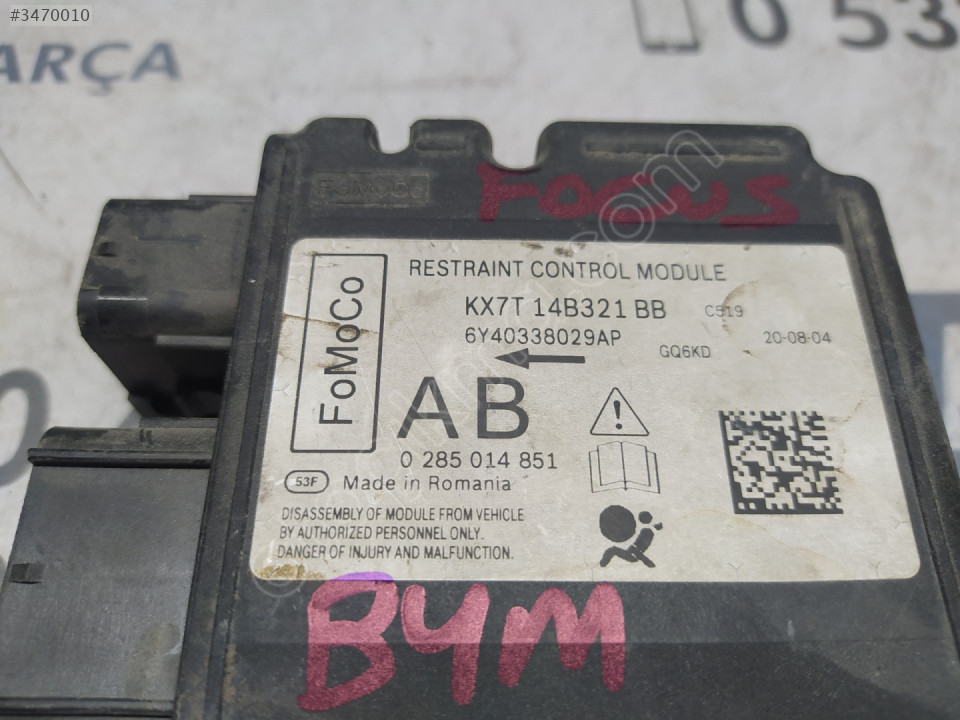 #3470010
ARÇA
0 53
FoMoCo
FOCUS
RESTRAINT CONTROL MODULE
KX7T 14B321 BB C519
6Y40338029AP
GQ6KD 20-08-04
FoMoCo
AB
0 285 014 851
53F Made in Romania
DISASSEMBLY OF MODULE FROM VEHICLE
BY AUTHORIZED PERSONNEL ONLY.
DANGER OF INJURY AND MALFUNCTION.
B4M